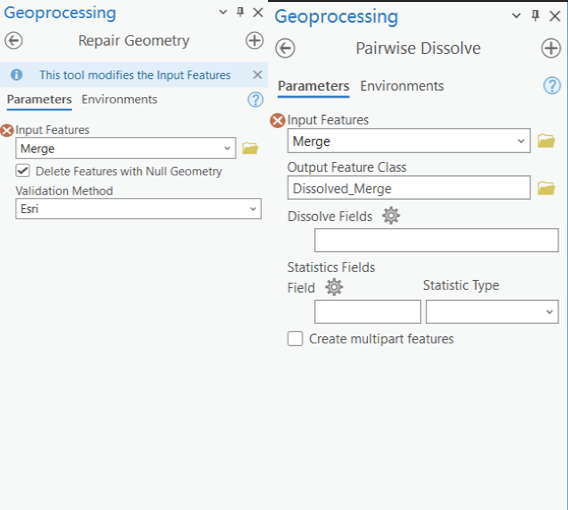 Geoprocessing
Repair Geometry
This tool modifies the Input Features
Parameters Environments
Input Features
Merge
Delete Features with Null Geometry
Validation Method
Esri
Geoprocessing
Pairwise Dissolve
Parameters Environments
Input Features
Merge
Output Feature Class
Dissolved_Merge
Dissolve Fields
Statistics Fields
Field Statistic Type
Create multipart features